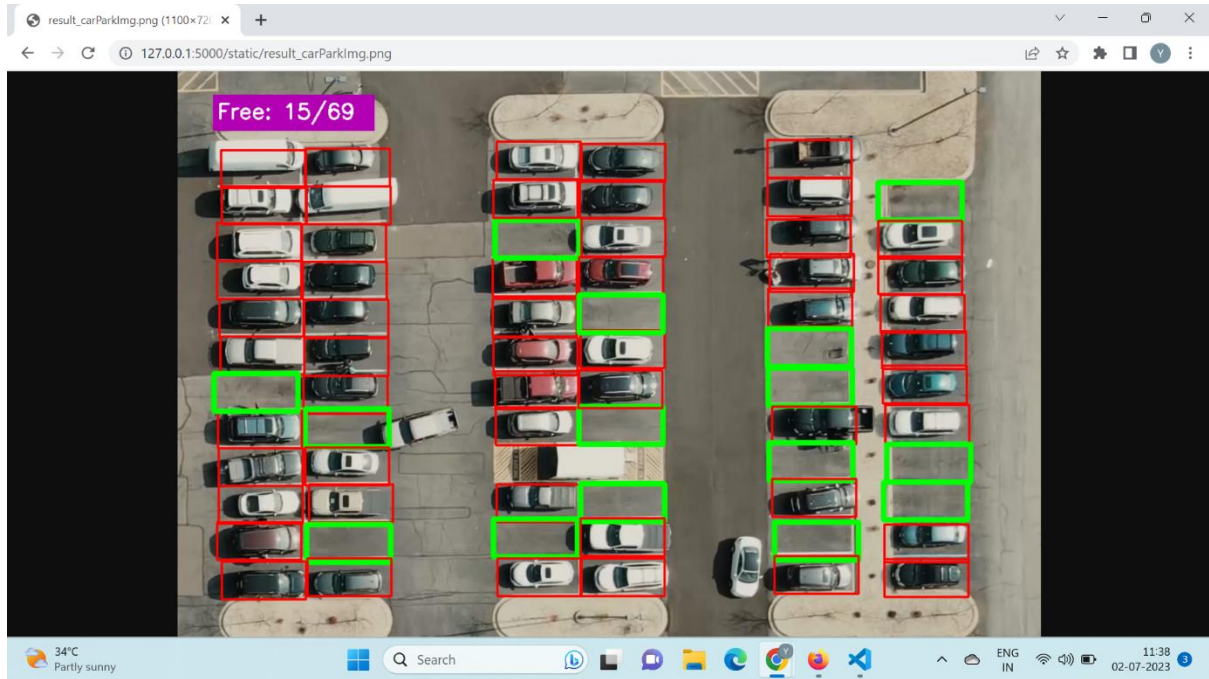 result_carParkImg.png (1100×720
127.0.0.1:5000/static/result_carParkImg.png
Y
Free: 15/69
34°C
Partly sunny
Search
ENG
IN
11:38
02-07-2023
3